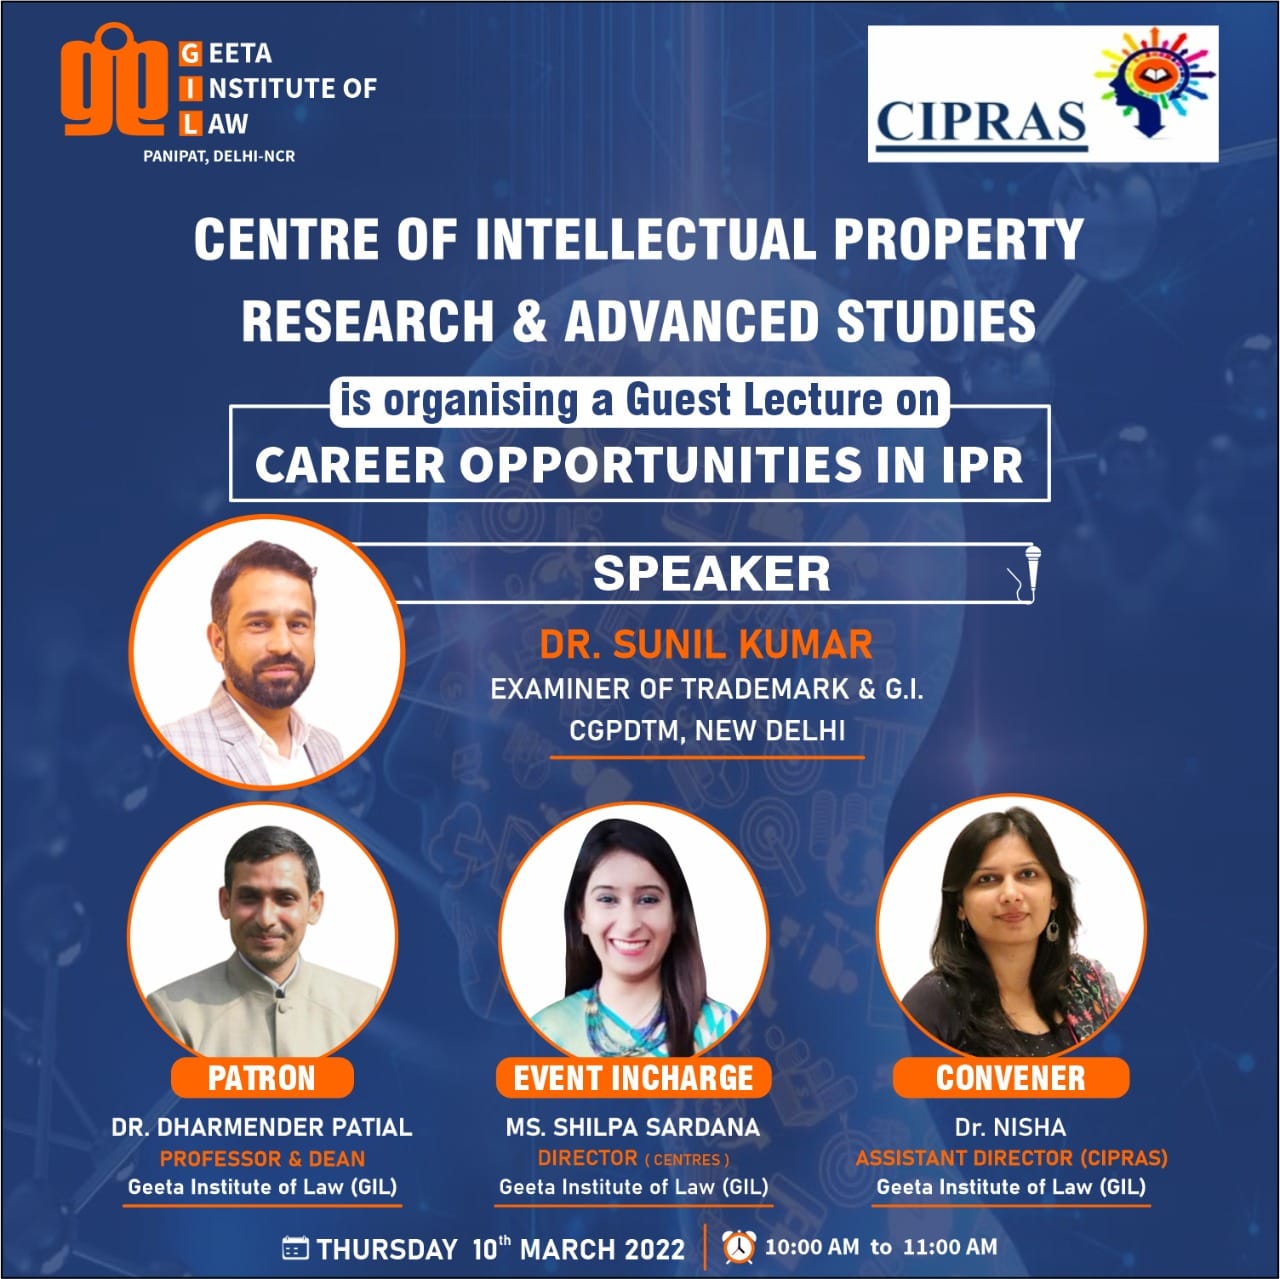 GEETA
INSTITUTE OF
LAW
PANIPAT, DELHI-NCR
CIPRAS
CENTRE OF INTELLECTUAL PROPERTY
RESEARCH & ADVANCED STUDIES
is organising a Guest Lecture on
CAREER OPPORTUNITIES IN IPR
SPEAKER
DR. SUNIL KUMAR
EXAMINER OF TRADEMARK & G.I.
CGPDTM, NEW DELHI
PATRON
DR. DHARMENDER PATIAL
PROFESSOR & DEAN
Geeta Institute of Law (GIL)
EVENT INCHARGE
MS. SHILPA SARDANA
DIRECTOR ( CENTRES )
Geeta Institute of Law (GIL)
CONVENER
Dr. NISHA
ASSISTANT DIRECTOR (CIPRAS)
Geeta Institute of Law (GIL)
THURSDAY 10th MARCH 2022
10:00 AM to 11:00 AM